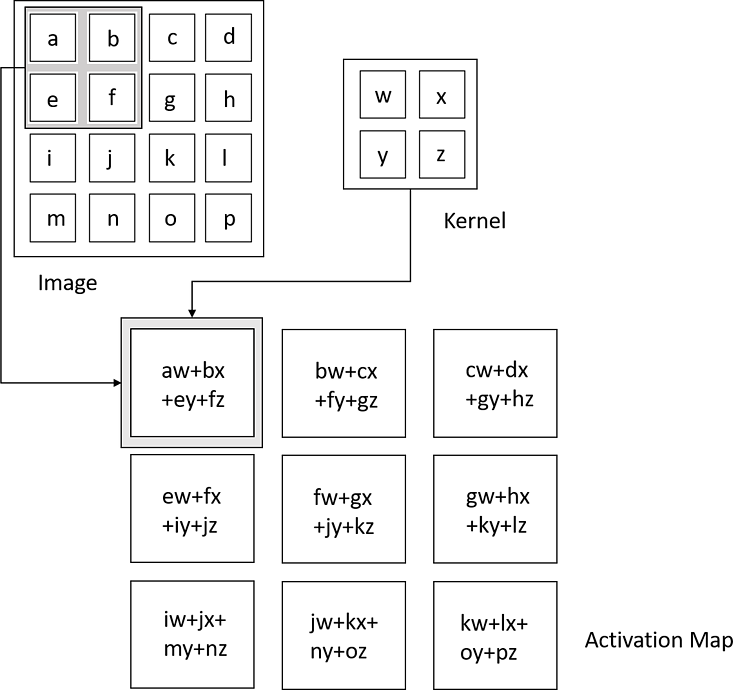 a b c d
e f g h
i j k l
m n o p
Image
w x
y z
Kernel
aw+bx
+ey+fz
bw+cx
+fy+gz
cw+dx
+gy+hz
ew+fx
+iy+jz
fw+gx
+jy+kz
gw+hx
+ky+lz
iw+jx+
my+nz
jw+kx+
ny+oz
kw+lx+
oy+pz
Activation Map